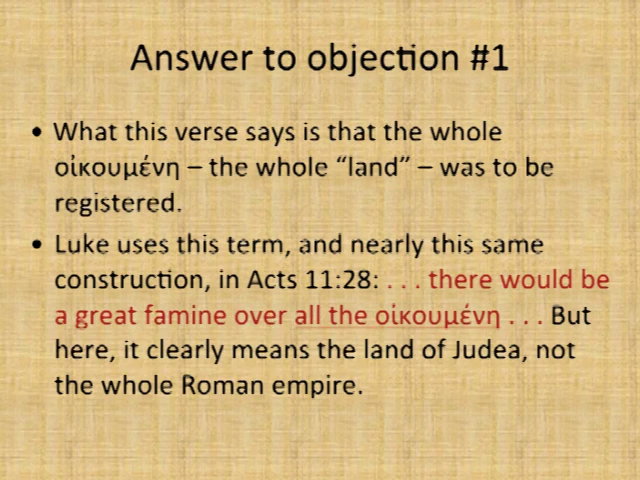 Answer to objection #1
• What this verse says is that the whole
οἰκουμένη – the whole “land” – was to be
registered.
• Luke uses this term, and nearly this same
construction, in Acts 11:28: . . . there would be
a great famine over all the οἰκουμένη . . . But
here, it clearly means the land of Judea, not
the whole Roman empire.